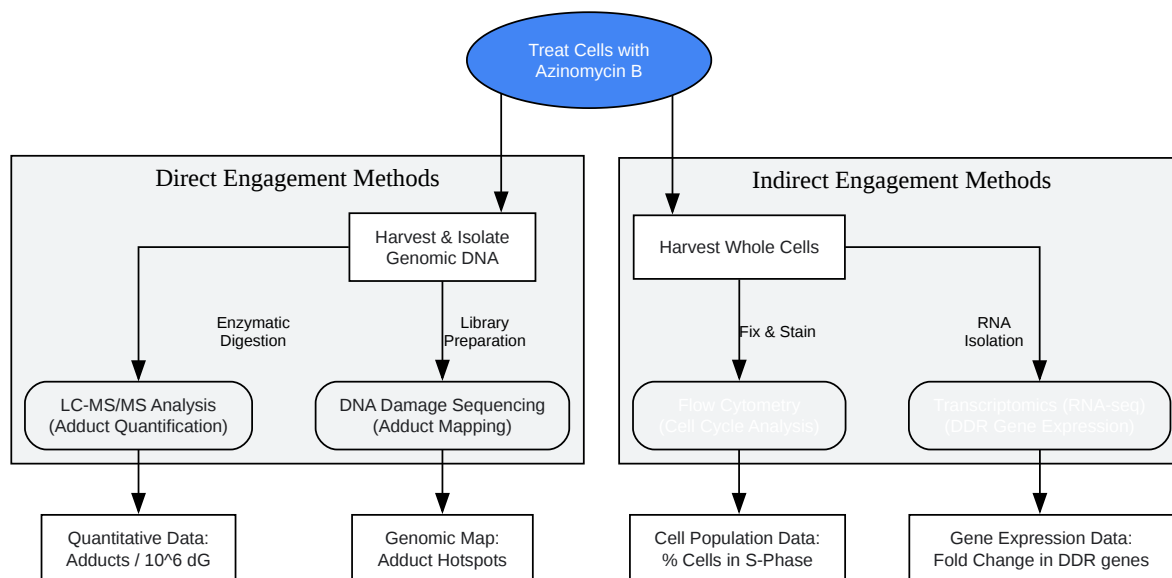 Treat Cells with
Azinomycin B
Direct Engagement Methods
Indirect Engagement Methods
Harvest & Isolate
Genomic DNA
Harvest Whole Cells
Enzymatic
Digestion
Library
Preparation
Fix & Stain
RNA
Isolation
LC-MS/MS Analysis
(Adduct Quantification)
DNA Damage Sequencing
(Adduct Mapping)
Flow Cytometry
(Cell Cycle Analysis)
Transcriptomics (RNA-seq)
(DDR Gene Expression)
Quantitative Data:
Adducts / 10^6 dG
Genomic Map:
Adduct Hotspots
Cell Population Data:
% Cells in S-Phase
Gene Expression Data:
Fold Change in DDR genes